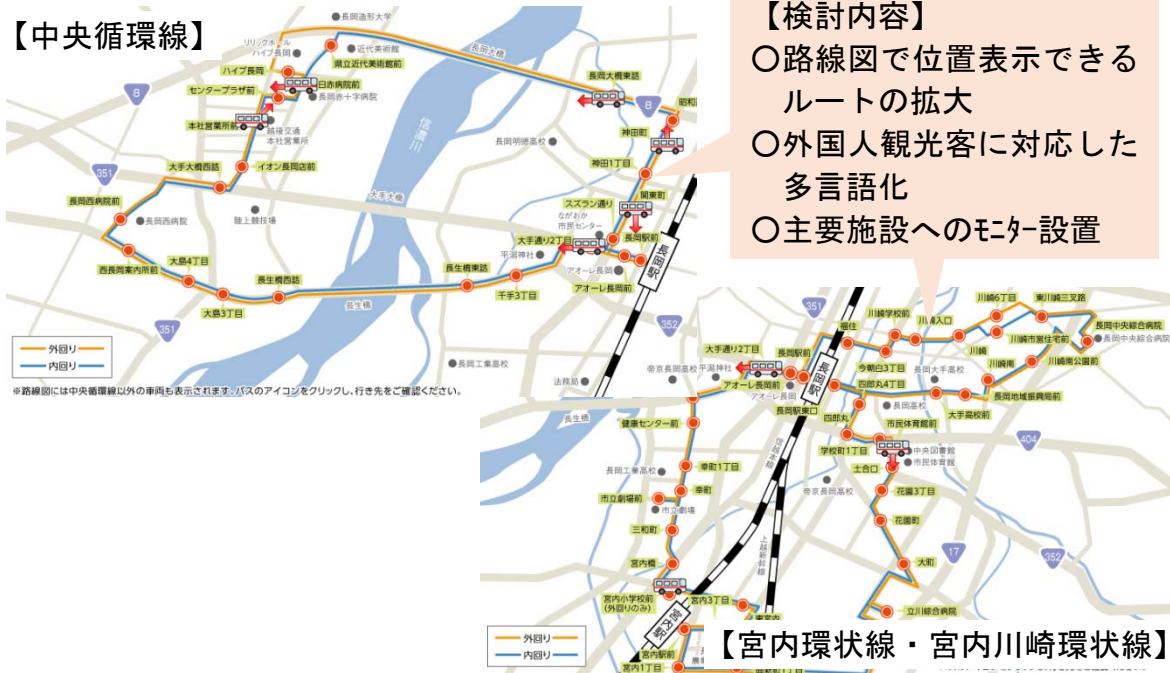 【中央循環線】
長岡造形大学
リリックホール
ハイブ長岡
近代美術館
県立近代美術館前
長岡大橋
ハイブ長岡
日赤病院前
センタープラザ前
長岡赤十字病院
8
本社営業所前
越後交通
本社営業所
351
大手大橋西詰
イオン長岡店前
長岡西病院前
長岡西病院
陸上競技場
大手大橋
信濃川
長岡大橋東詰
8
神田町
長岡明徳高校
神田1丁目
関東町
スズラン通り
ながおか
市民センター
大手通り2丁目
長岡駅前
平潟神社
アオーレ長岡
アオーレ長岡前
長岡駅
西長岡案内所前
大島4丁目
大島3丁目
長生橋西詰
長生橋
長生橋東詰
千手3丁目
351
352
長岡工業高校
法務局
外回り
内回り
※路線図には中央循環線以外の車両も表示されます。バスのアイコンをクリックし、行き先をご確認ください。
【検討内容】
〇路線図で位置表示できる
ルートの拡大
〇外国人観光客に対応した
多言語化
〇主要施設へのモニター設置
351
川崎学校前
川崎入口
川崎6丁目
東川崎三叉路
福住
長岡中央綜合病院
長岡中央綜合病院
川崎市営住宅前
川崎
川崎南
川崎南公園前
大手通り2丁目
長岡駅前
今朝白3丁目
長岡大手高校
帝京長岡高校
平潟神社
四郎丸4丁目
長岡地域振興局前
アオーレ長岡前
アオーレ長岡
長岡駅
長岡駅東口
長岡高校
大手高校前
四郎丸
市民体育館前
長生橋
健康センター前
学校町1丁目
404
中央図書館
市民体育館
土合口
信越本線
長岡工業高校
幸町1丁目
帝京長岡高校
花園3丁目
市立劇場前
幸町
市立劇場
花園町
三和町
上越新幹線
17
352
宮内橋
大町
宮内小学校前
(外回りのみ)
宮内3丁目
立川綜合病院
宮内駅
宮内駅前
宮内1丁目
外回り
内回り
【宮内環状線・宮内川崎環状線】